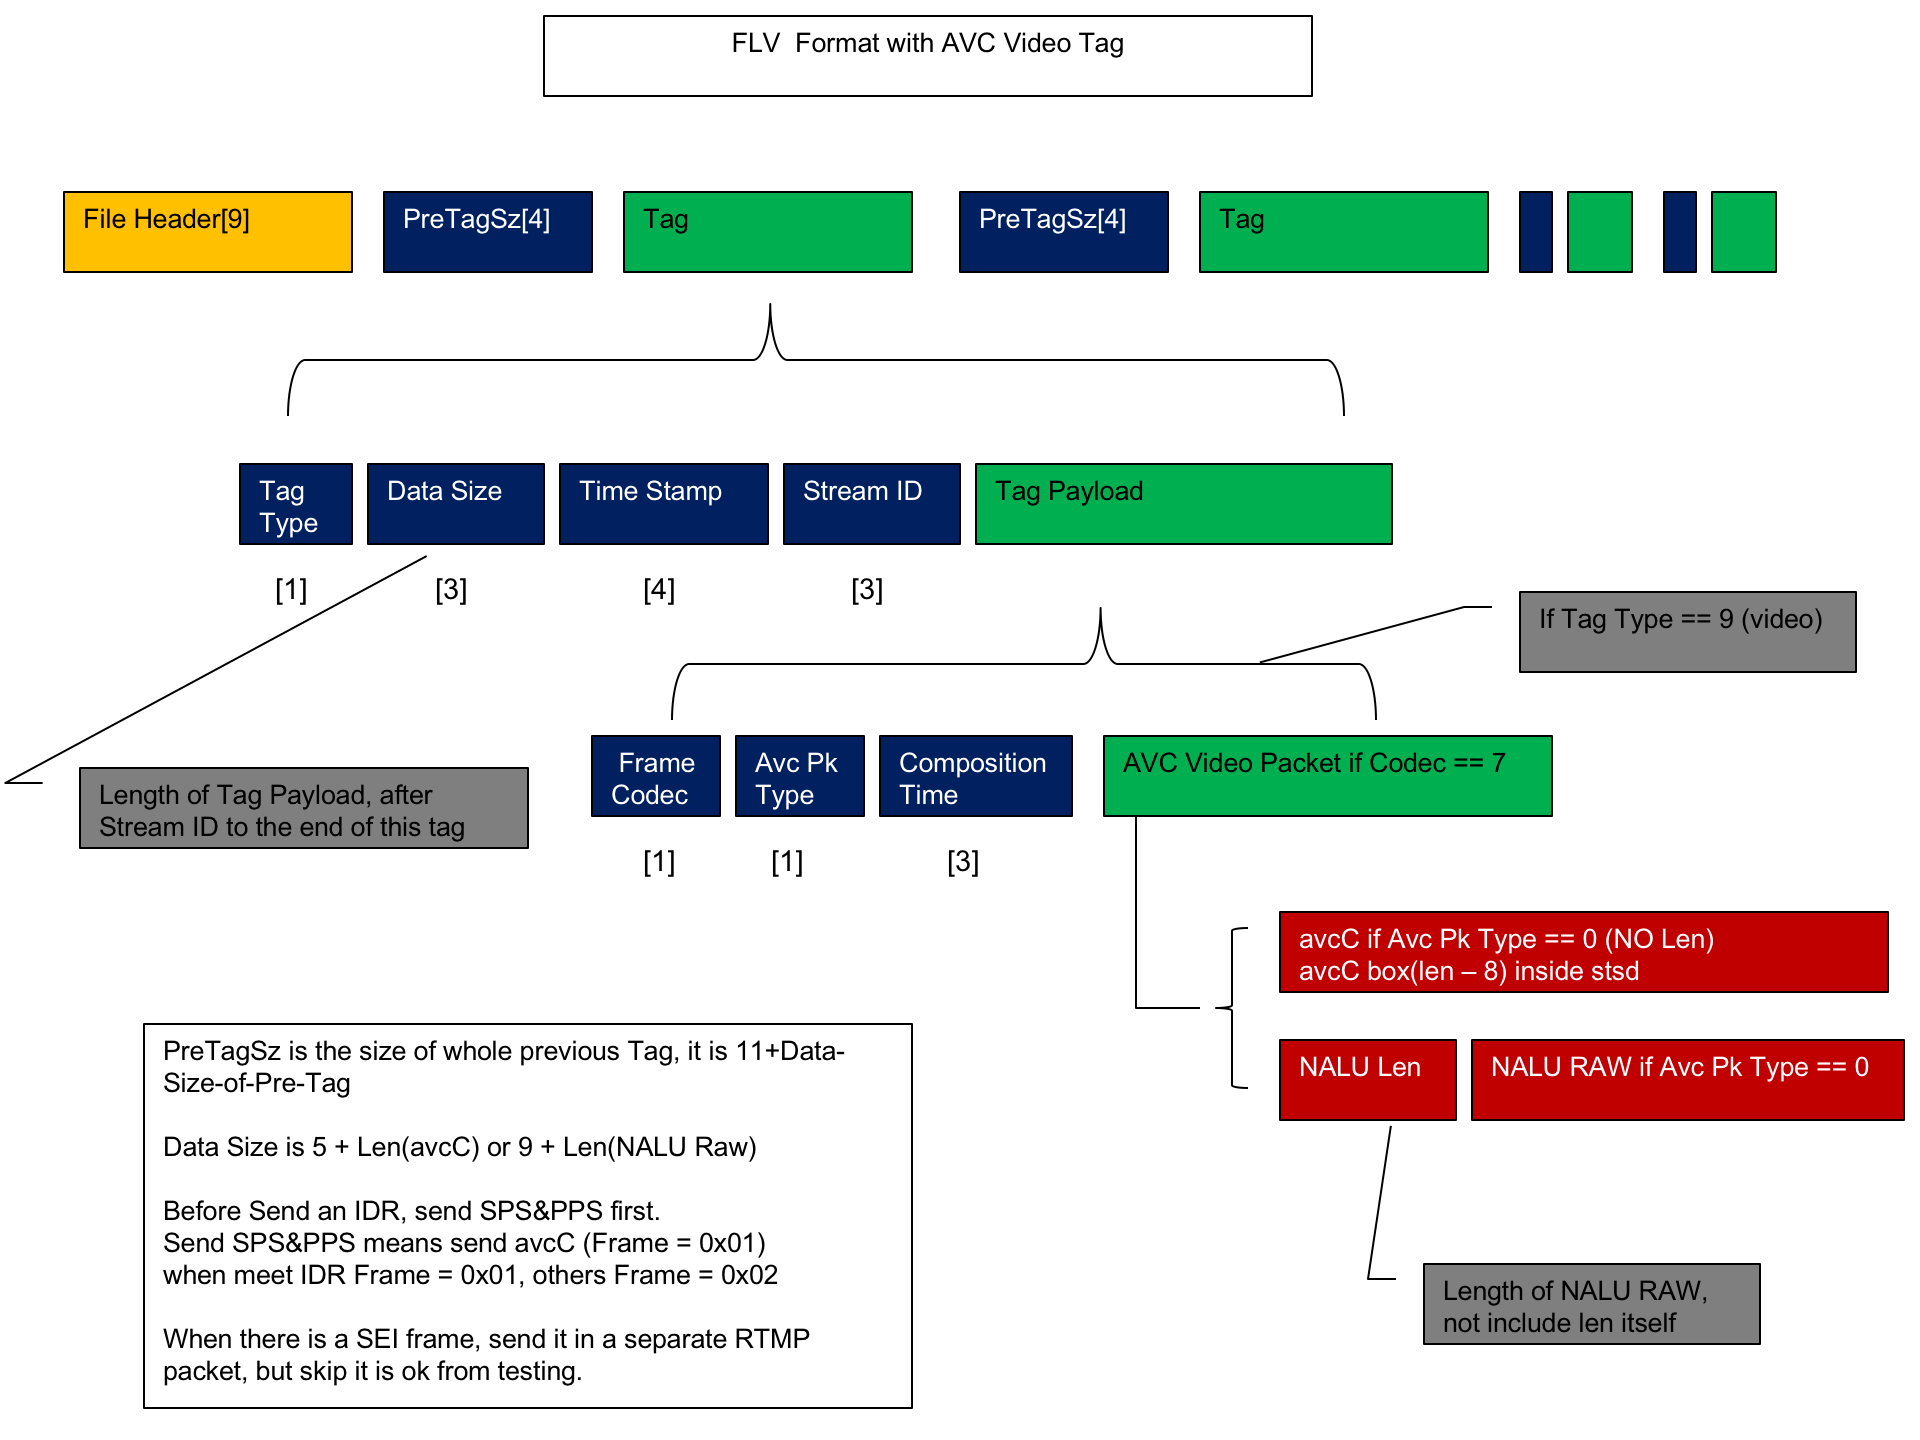 FLV  Format with AVC Video Tag
File Header[9]
PreTagSz[4]
Tag
PreTagSz[4]
Tag
Tag
Type
Data Size
Time Stamp
Stream ID
Tag Payload
[1]
[3]
[4]
[3]
If Tag Type == 9 (video)
Length of Tag Payload, after
Stream ID to the end of this tag
Frame
Codec
Avc Pk
Type
Composition
Time
AVC Video Packet if Codec == 7
[1]
[1]
[3]
avcC if Avc Pk Type == 0 (NO Len)
avcC box(len – 8) inside stsd
NALU Len
NALU RAW if Avc Pk Type == 0
PreTagSz is the size of whole previous Tag, it is 11+Data-
Size-of-Pre-Tag
Data Size is 5 + Len(avcC) or 9 + Len(NALU Raw)
Before Send an IDR, send SPS&PPS first.
Send SPS&PPS means send avcC (Frame = 0x01)
when meet IDR Frame = 0x01, others Frame = 0x02
When there is a SEI frame, send it in a separate RTMP
packet, but skip it is ok from testing.
Length of NALU RAW,
not include len itself